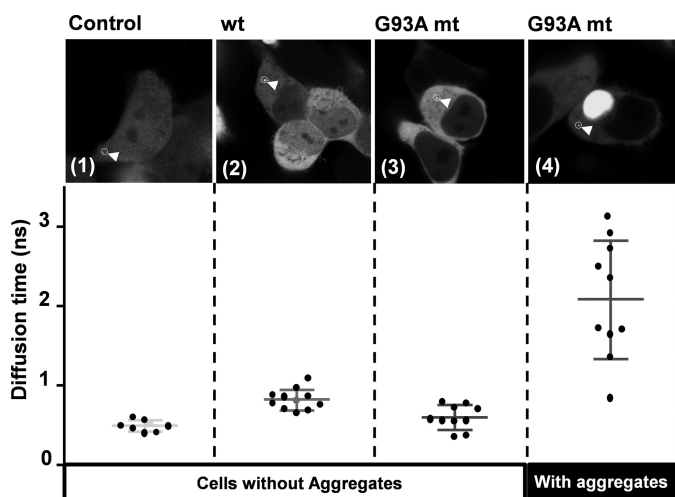 Control wt G93A mt G93A mt
(1) (2) (3) (4)
Diffusion time (ns)
3
2
1
0
Cells without Aggregates With aggregates